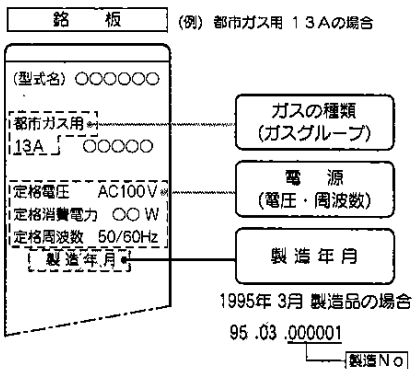 銘 板
(例) 都市ガス用 13Aの場合
(型式名) ○○○○○○
都市ガス用
13A ○○○○○
ガスの種類
(ガスグループ)
定格電圧 AC100V
定格消費電力 ○○W
定格周波数 50/60Hz
電 源
(電圧・周波数)
製造年月
製造年月
1995年 3月 製造品の場合
95 .03 .000001
製造No